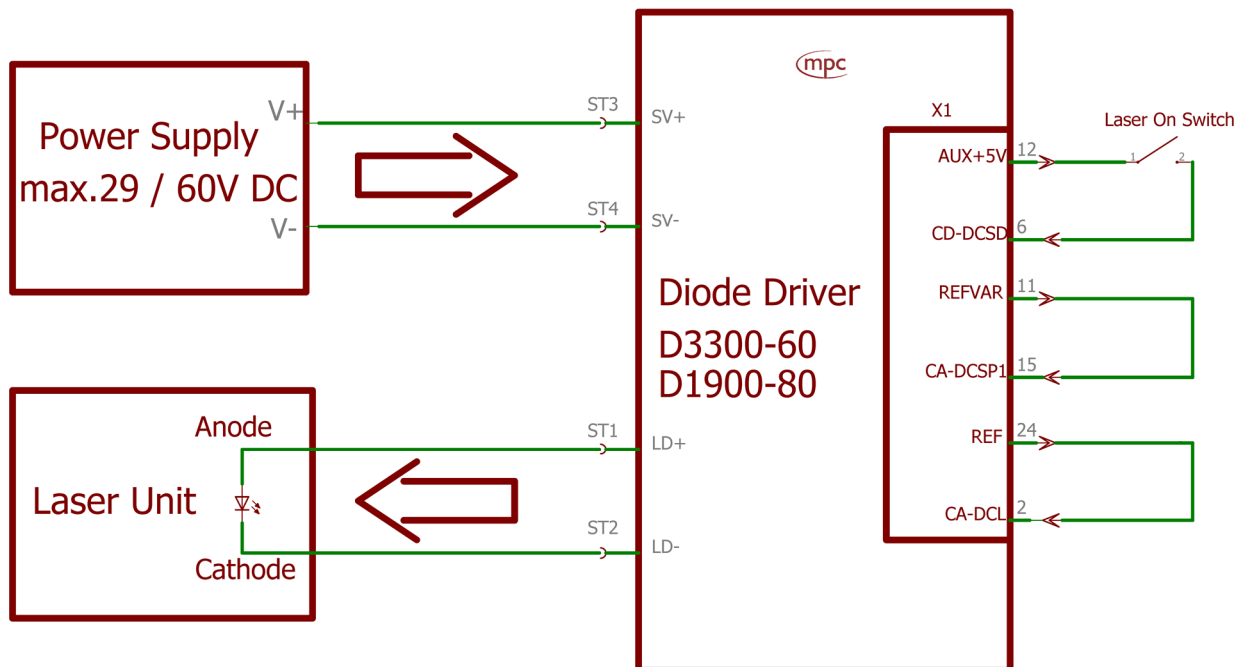 mpc
Power Supply
max.29 / 60V DC
V+
V-
ST3
ST4
SV+
SV-
Diode Driver
D3300-60
D1900-80
X1
AUX+5V
12
Laser On Switch
1
2
CD-DCSD
6
REFVAR
11
CA-DCSP1
15
REF
24
CA-DCL
2
Laser Unit
Anode
Cathode
ST1
ST2
LD+
LD-